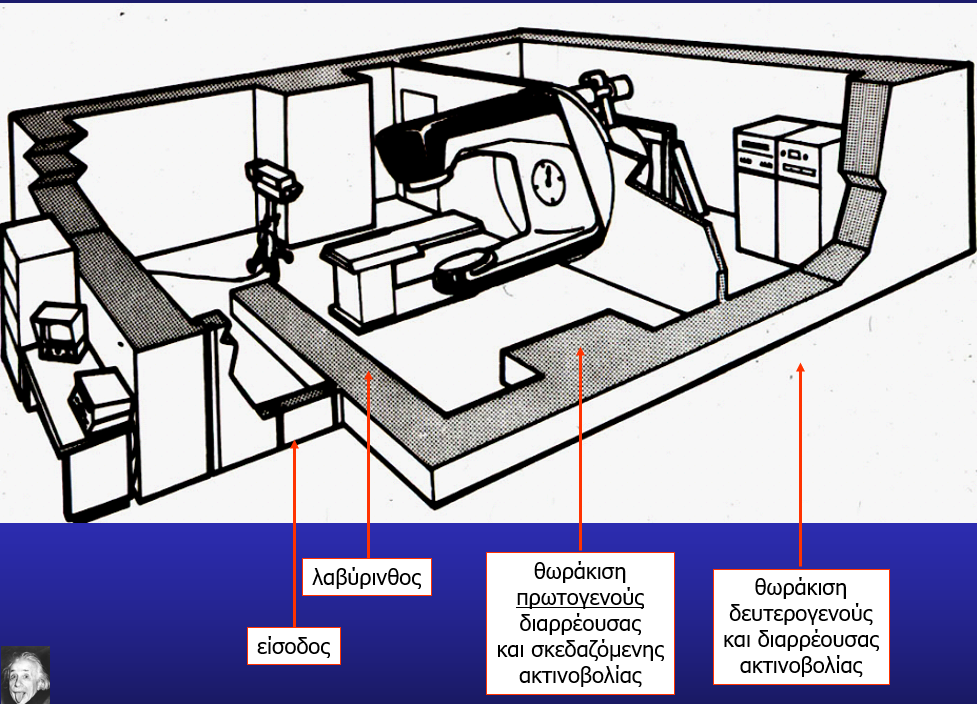 λαβύρινθος
είσοδος
θωράκιση
πρωτογενούς
διαρρέουσας
και σκεδαζόμενης
ακτινοβολίας
θωράκιση
δευτερογενούς
και διαρρέουσας
ακτινοβολίας